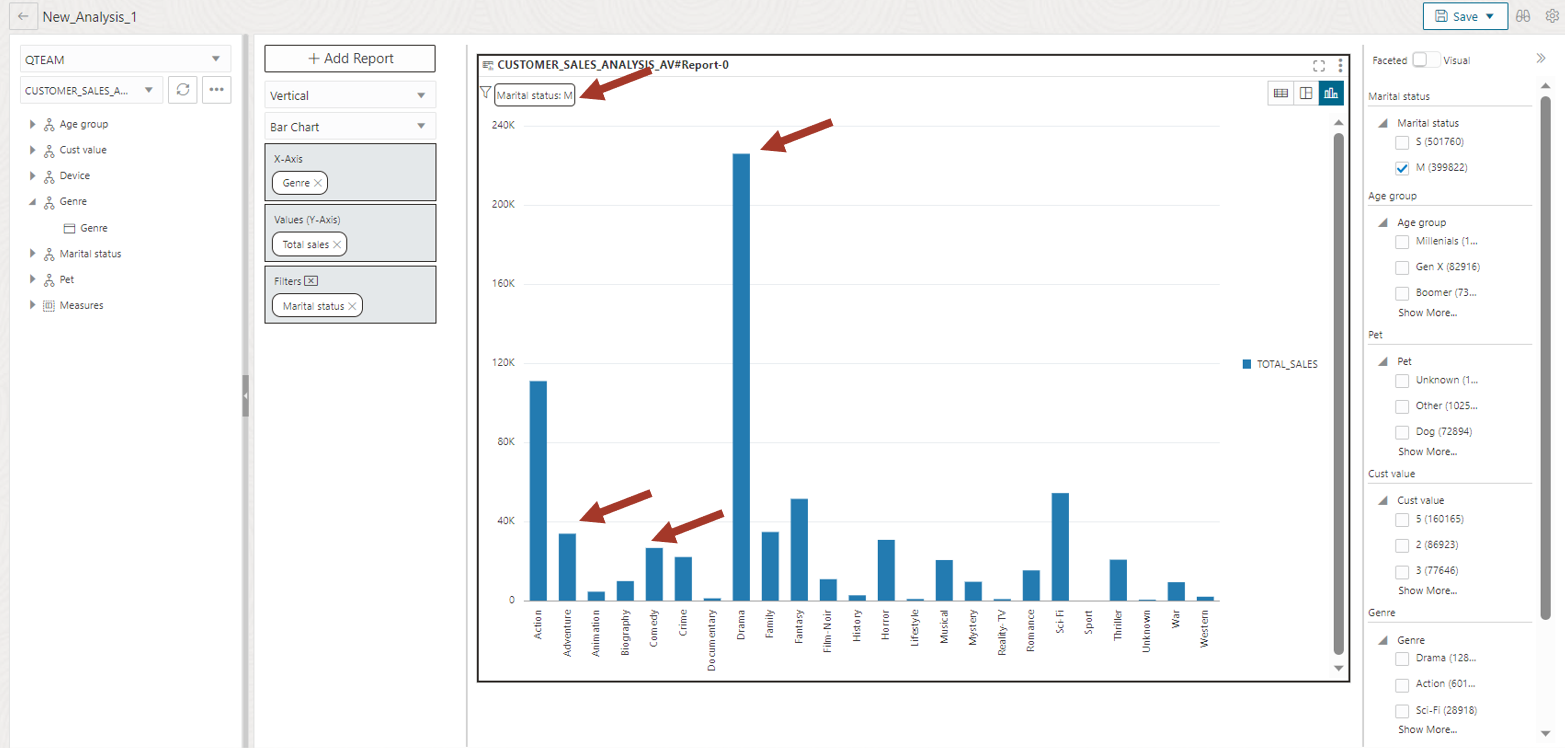 New_Analysis_1
Save
QTEAM
CUSTOMER_SALES_A...
Age group
Cust value
Device
Genre
Genre
Marital status
Pet
Measures
+ Add Report
Vertical
Bar Chart
X-Axis
Genre
Values (Y-Axis)
Total sales
Filters
Marital status
CUSTOMER_SALES_ANALYSIS_AV#Report-0
Marital status: M
240K
200K
160K
120K
80K
40K
0
Action
Adventure
Animation
Biography
Comedy
Crime
Documentary
Drama
Family
Fantasy
Film-Noir
History
Horror
Lifestyle
Musical
Mystery
Reality-TV
Romance
Sci-Fi
Sport
Thriller
Unknown
War
Western
TOTAL_SALES
Faceted Visual
Marital status
Marital status
S (501760)
M (399822)
Age group
Age group
Millenials (1...
Gen X (82916)
Boomer (73...
Show More...
Pet
Pet
Unknown (1...
Other (1025...
Dog (72894)
Show More...
Cust value
Cust value
5 (160165)
2 (86923)
3 (77646)
Show More...
Genre
Genre
Drama (128...
Action (601...
Sci-Fi (28918)
Show More...